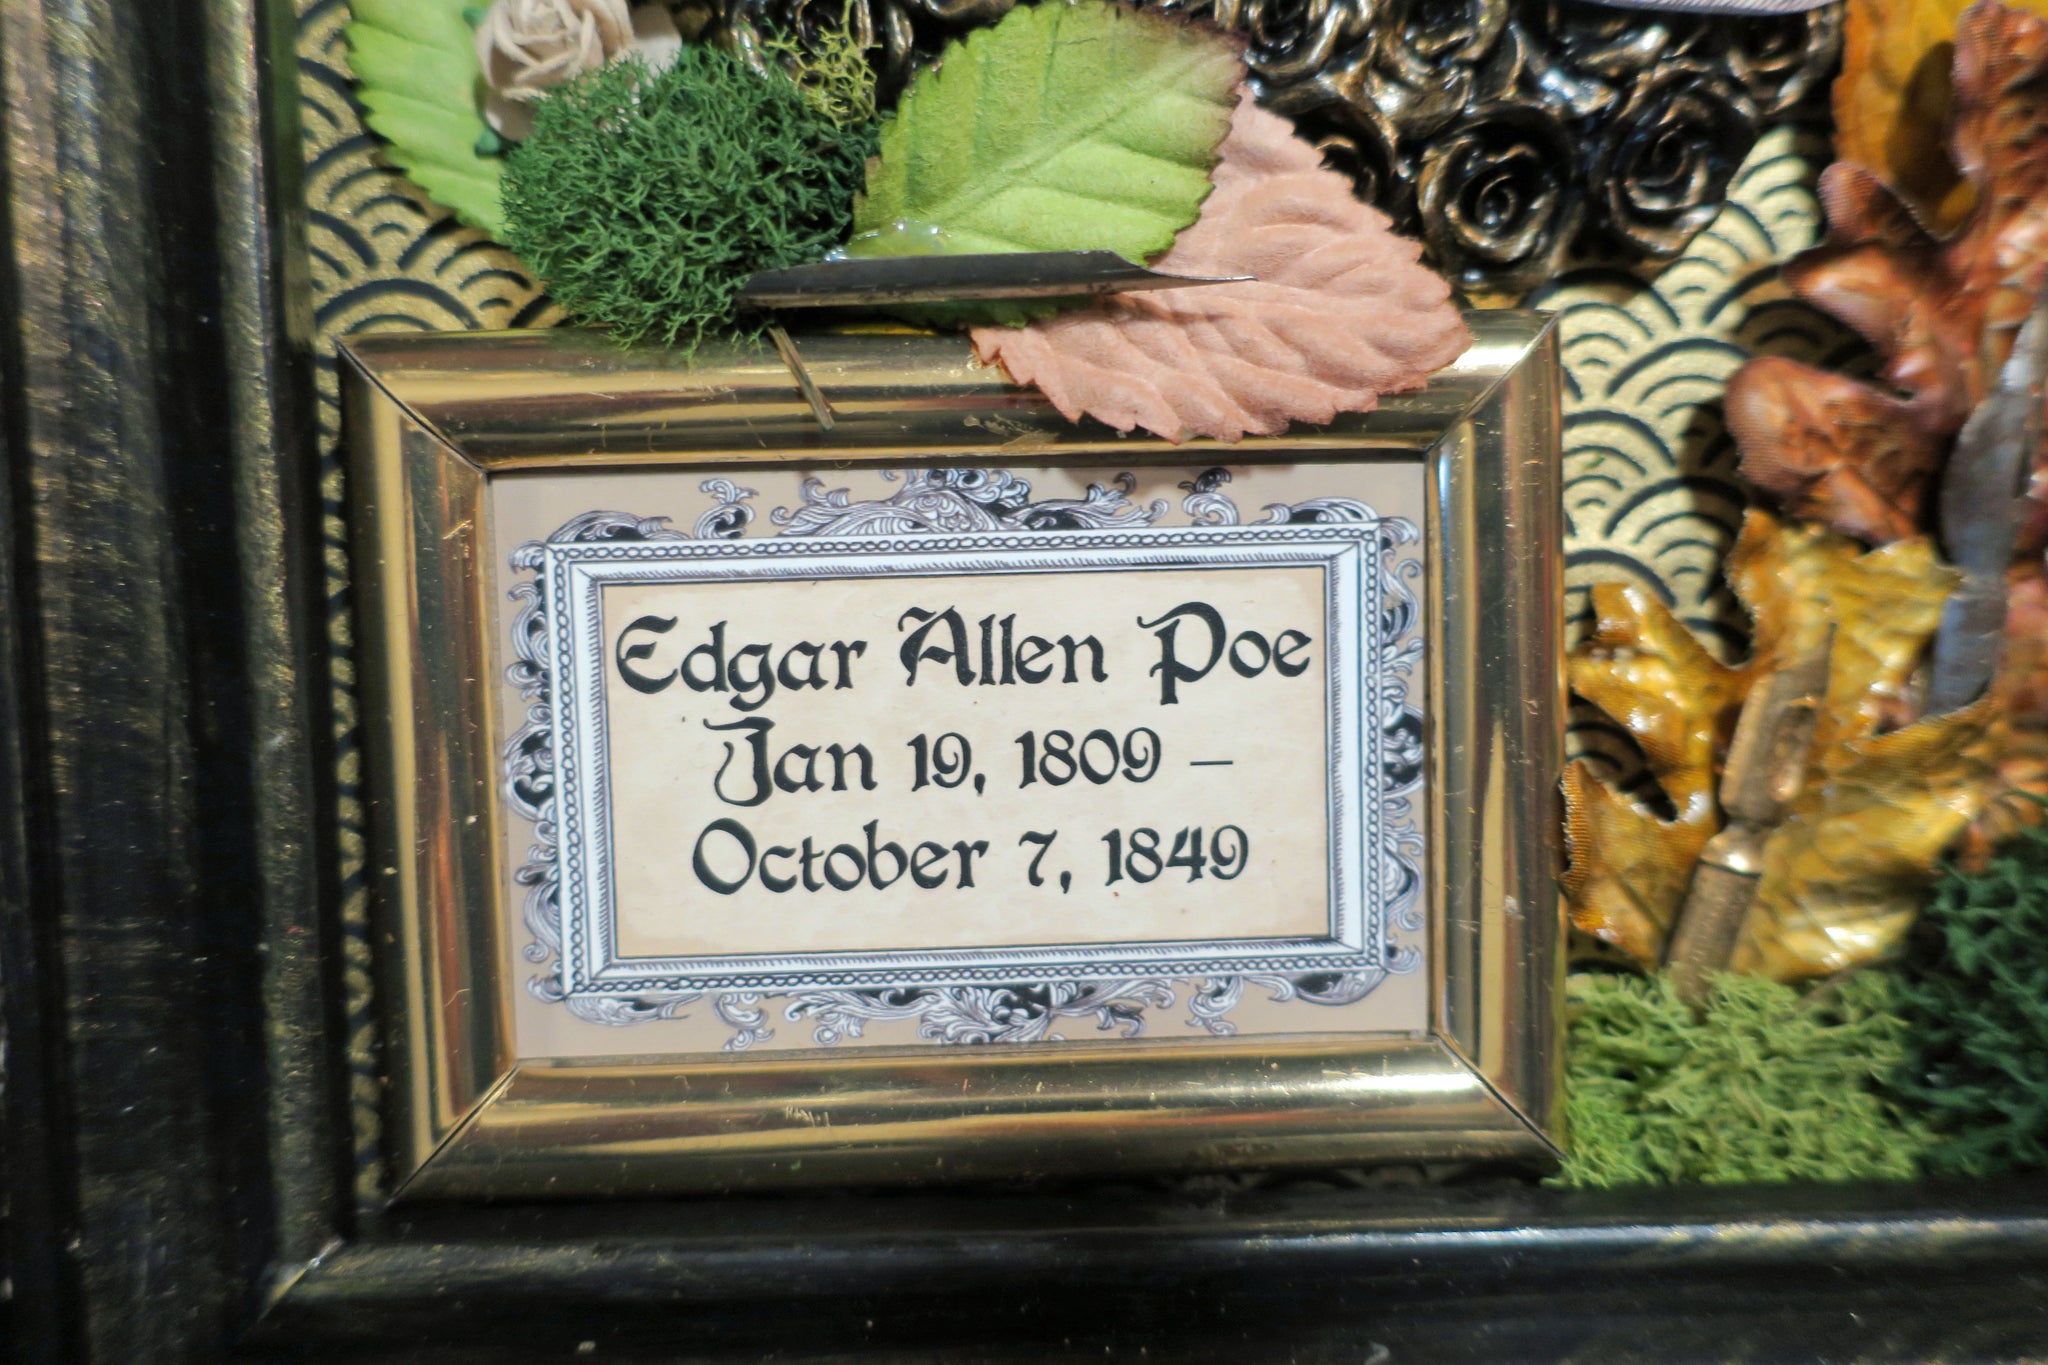 Edgar Allen Poe
Jan 19, 1809 –
October 7, 1849